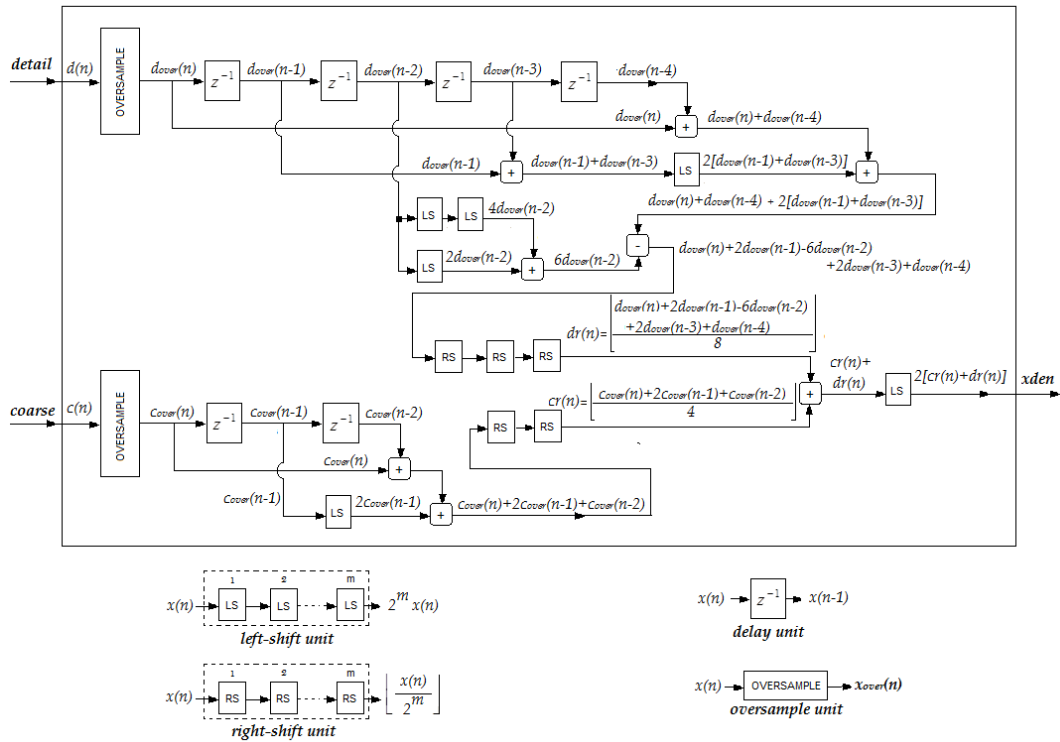 detail
d(n)
OVERSAMPLE
dover(n)
z⁻¹
dover(n-1)
z⁻¹
dover(n-2)
z⁻¹
dover(n-3)
z⁻¹
dover(n-4)
dover(n)
+
dover(n)+dover(n-4)
dover(n-1)
+
dover(n-1)+dover(n-3)
LS
2[dover(n-1)+dover(n-3)]
+
dover(n)+dover(n-4) + 2[dover(n-1)+dover(n-3)]
LS
LS
4dover(n-2)
LS
2dover(n-2)
+
6dover(n-2)
-
dover(n)+2dover(n-1)-6dover(n-2)
+2dover(n-3)+dover(n-4)
RS
RS
RS
dr(n)=⌊
dover(n)+2dover(n-1)-6dover(n-2)
+2dover(n-3)+dover(n-4)
8
⌋
coarse
c(n)
OVERSAMPLE
cover(n)
z⁻¹
cover(n-1)
z⁻¹
cover(n-2)
cover(n)
+
cover(n-1)
LS
2cover(n-1)
+
cover(n)+2cover(n-1)+cover(n-2)
RS
RS
cr(n)=⌊
cover(n)+2cover(n-1)+cover(n-2)
4
⌋
+
cr(n)+
dr(n)
LS
2[cr(n)+dr(n)]
xden
1
2
m
x(n)
LS
LS
LS
2ᵐ x(n)
left-shift unit
1
2
m
x(n)
RS
RS
RS
⌊ x(n)
2ᵐ ⌋
right-shift unit
x(n)
z⁻¹
x(n-1)
delay unit
x(n)
OVERSAMPLE
xover(n)
oversample unit